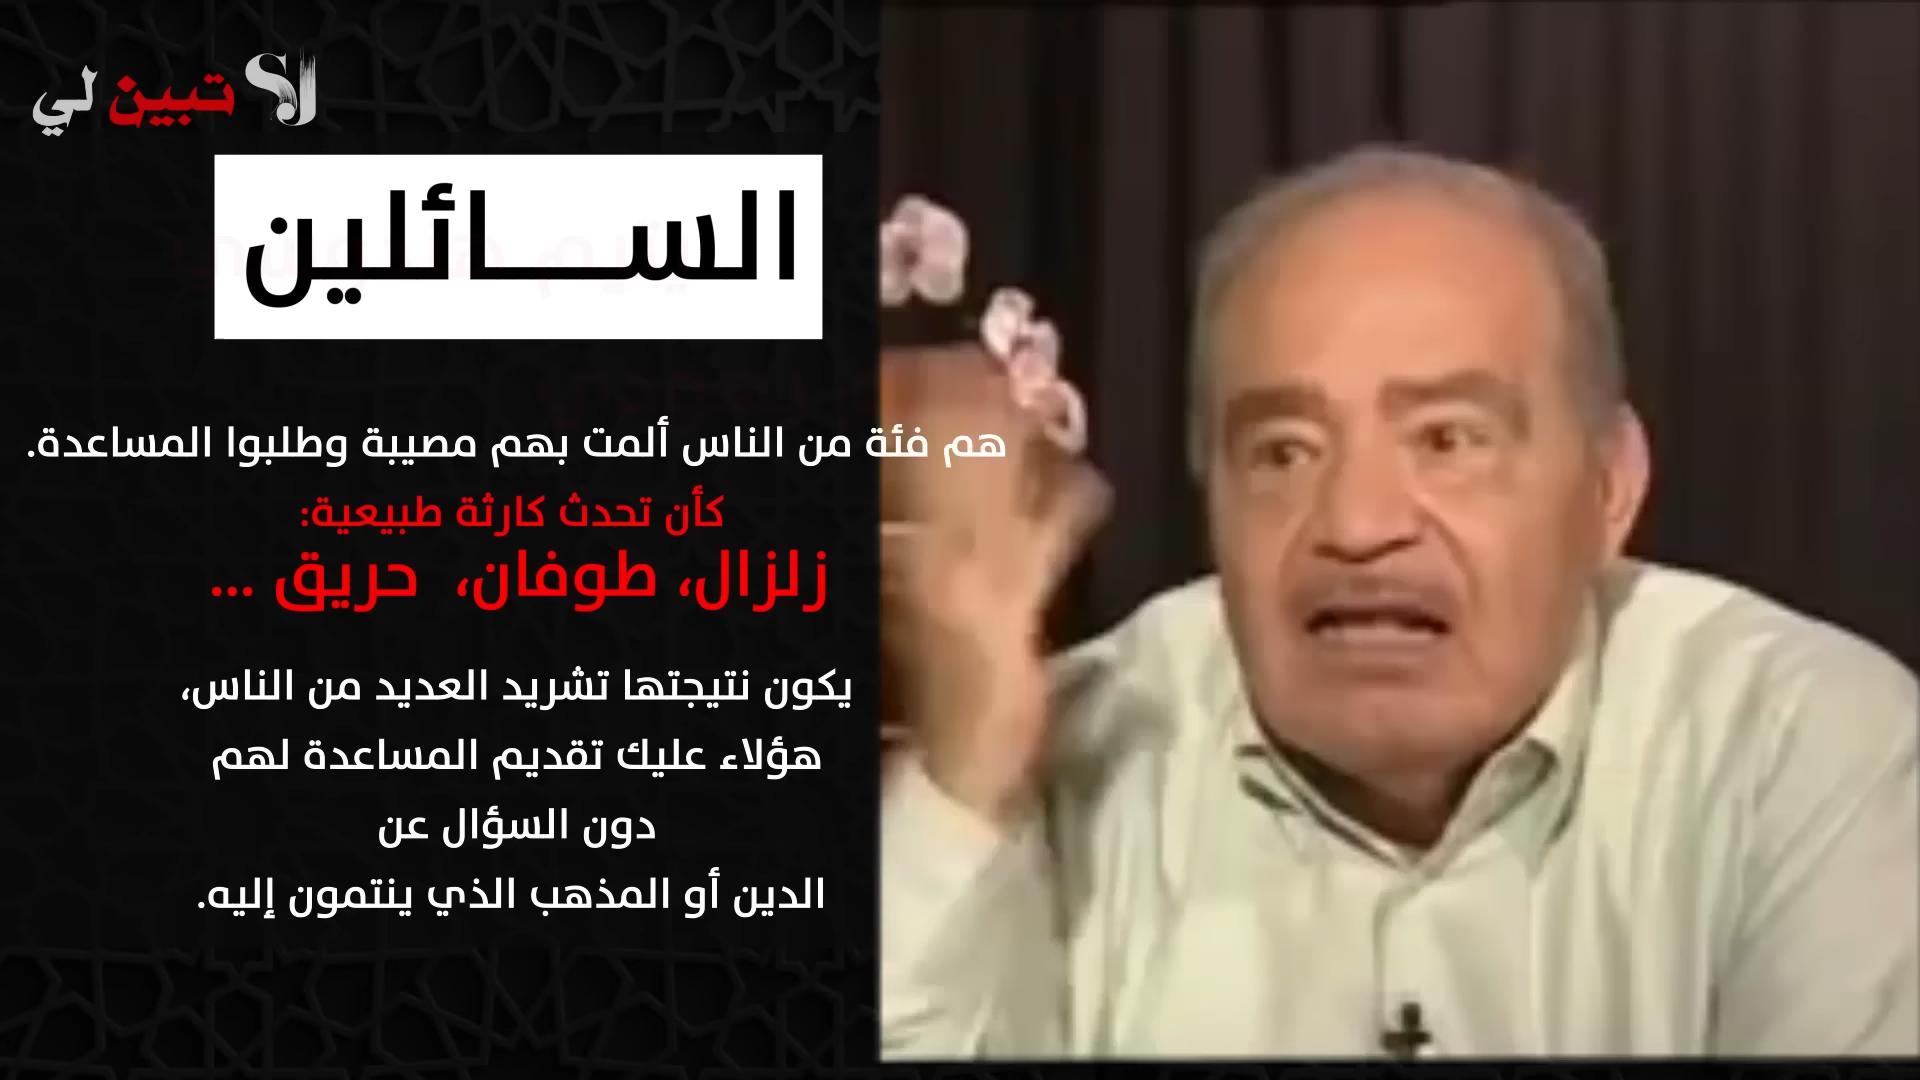 تبين لي
الســـائلين
هم فئة من الناس ألمت بهم مصيبة وطلبوا المساعدة.
كأن تحدث كارثة طبيعية:
زلزال، طوفان، حريق ...
يكون نتيجتها تشريد العديد من الناس،
هؤلاء عليك تقديم المساعدة لهم
دون السؤال عن
الدين أو المذهب الذي ينتمون إليه.